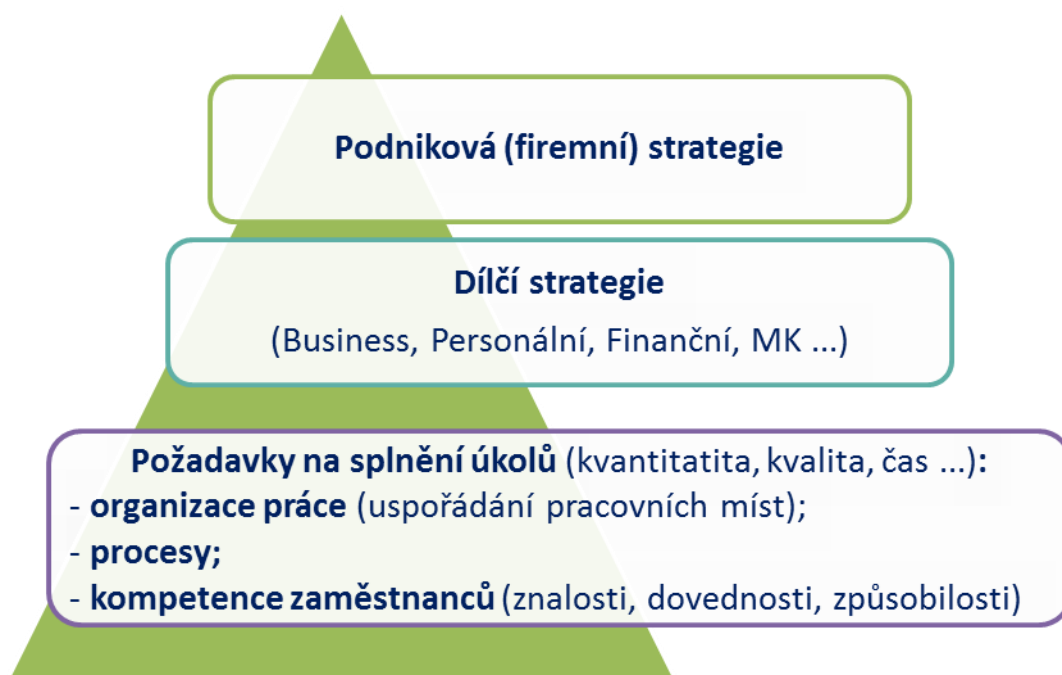 Podniková (firemní) strategie
Dílčí strategie
(Business, Personální, Finanční, MK ...)
Požadavky na splnění úkolů (kvantitatita, kvalita, čas ...):
- organizace práce (uspořádání pracovních míst);
- procesy;
- kompetence zaměstnanců (znalosti, dovednosti, způsobilosti)